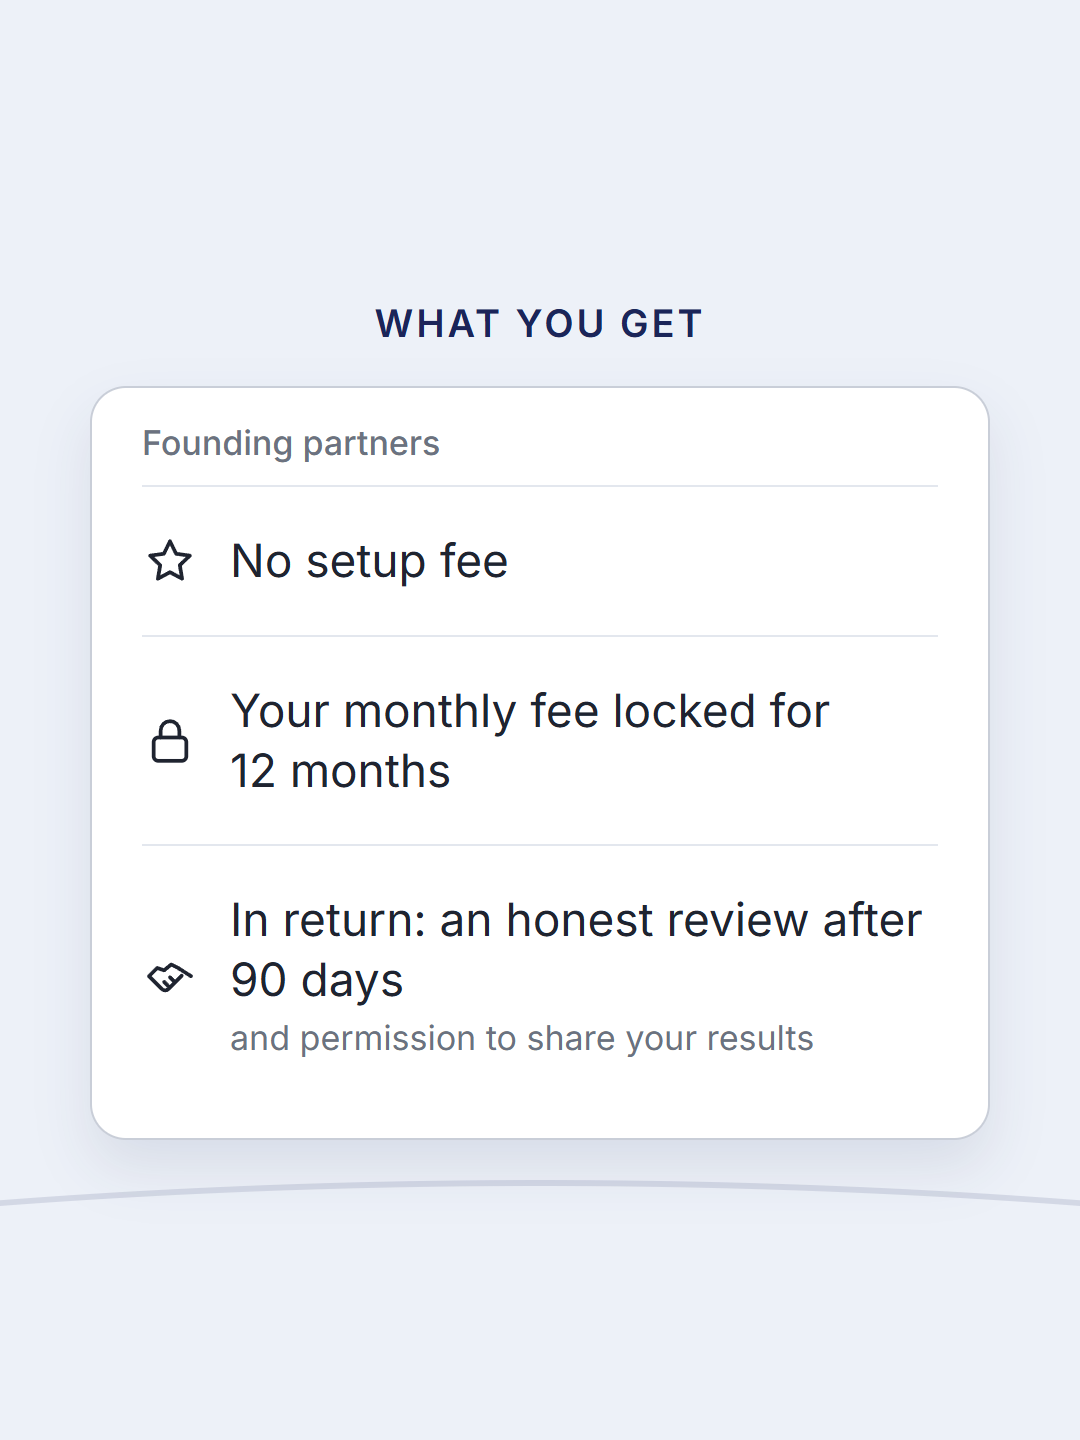 WHAT YOU GET
Founding partners
No setup fee
Your monthly fee locked for
12 months
In return: an honest review after
90 days
and permission to share your results